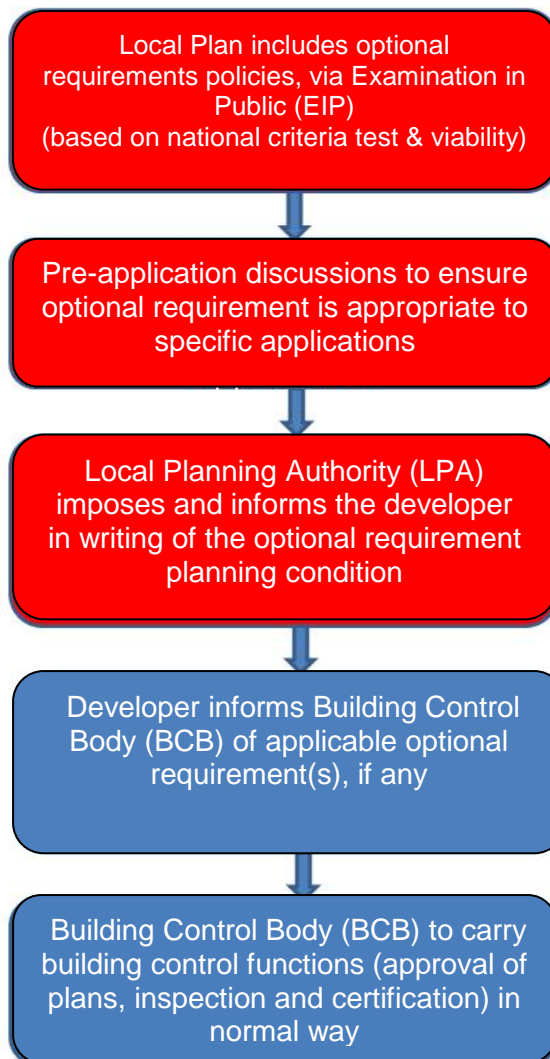 Local Plan includes optional
requirements policies, via Examination in
Public (EIP)
(based on national criteria test & viability)
Pre-application discussions to ensure
optional requirement is appropriate to
specific applications
Local Planning Authority (LPA)
imposes and informs the developer
in writing of the optional requirement
planning condition
Developer informs Building Control
Body (BCB) of applicable optional
requirement(s), if any
Building Control Body (BCB) to carry
building control functions (approval of
plans, inspection and certification) in
normal way